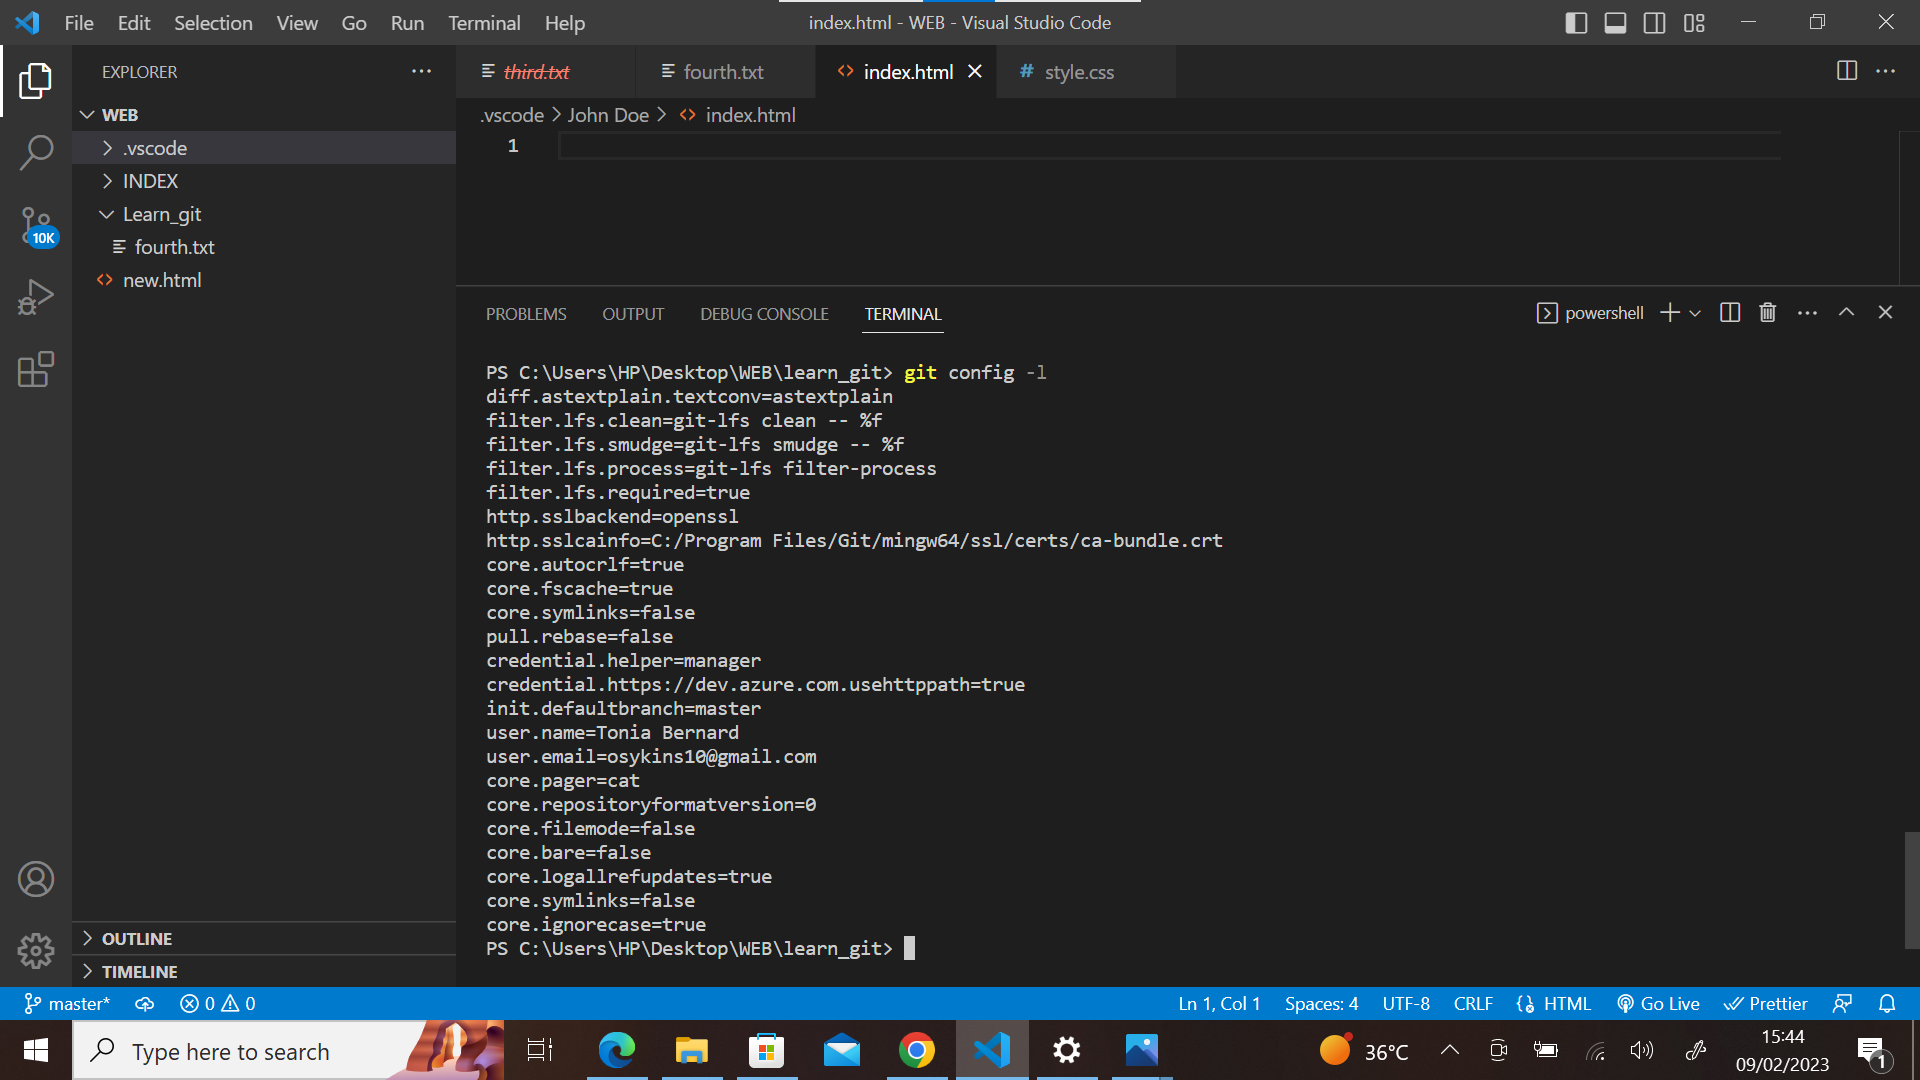 File Edit Selection View Go Run Terminal Help
index.html - WEB - Visual Studio Code
EXPLORER
third.txt
fourth.txt
index.html
# style.css
WEB
.vscode > John Doe > <> index.html
.vscode
1
INDEX
Learn_git
fourth.txt
10K
new.html
PROBLEMS OUTPUT DEBUG CONSOLE TERMINAL
powershell
PS C:\Users\HP\Desktop\WEB\learn_git> git config -l
diff.astextplain.textconv=astextplain
filter.lfs.clean=git-lfs clean -- %f
filter.lfs.smudge=git-lfs smudge -- %f
filter.lfs.process=git-lfs filter-process
filter.lfs.required=true
http.sslbackend=openssl
http.sslcainfo=C:/Program Files/Git/mingw64/ssl/certs/ca-bundle.crt
core.autocrlf=true
core.fscache=true
core.symlinks=false
pull.rebase=false
credential.helper=manager
credential.https://dev.azure.com.usehttppath=true
init.defaultbranch=master
user.name=Tonia Bernard
user.email=osykins10@gmail.com
core.pager=cat
core.repositoryformatversion=0
core.filemode=false
core.bare=false
core.logallrefupdates=true
core.symlinks=false
core.ignorecase=true
PS C:\Users\HP\Desktop\WEB\learn_git>
OUTLINE
TIMELINE
master* 0 0
Ln 1, Col 1 Spaces: 4 UTF-8 CRLF HTML Go Live Prettier
Type here to search
36°C
15:44
09/02/2023
1